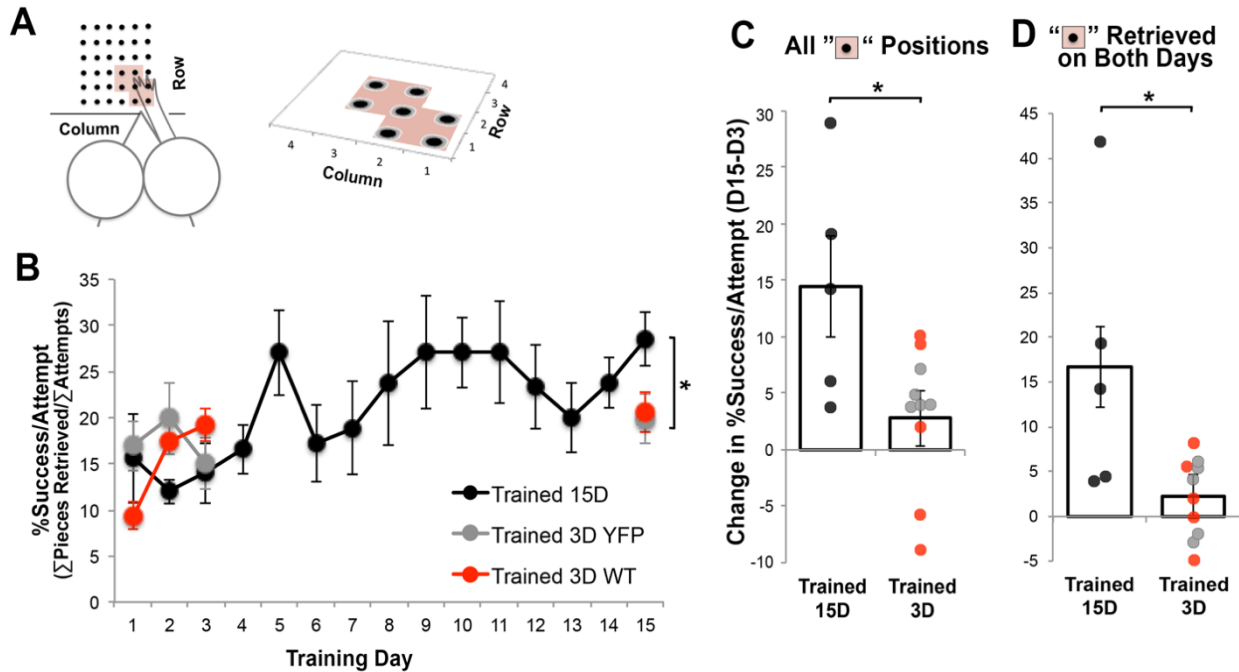 A
Row
Column
4
3
2
1
Row
4
3
2
1
Column
B
%Success/Attempt
(∑Pieces Retrieved/∑Attempts)
35
30
25
20
15
10
5
0
Trained 15D
Trained 3D YFP
Trained 3D WT
*
1 2 3 4 5 6 7 8 9 10 11 12 13 14 15
Training Day
C
All ” “ Positions
*
Change in %Success/Attempt (D15-D3)
30
25
20
15
10
5
0
-5
-10
Trained Trained
15D 3D
D
“ ” Retrieved
on Both Days
*
45
40
35
30
25
20
15
10
5
0
-5
Trained Trained
15D 3D